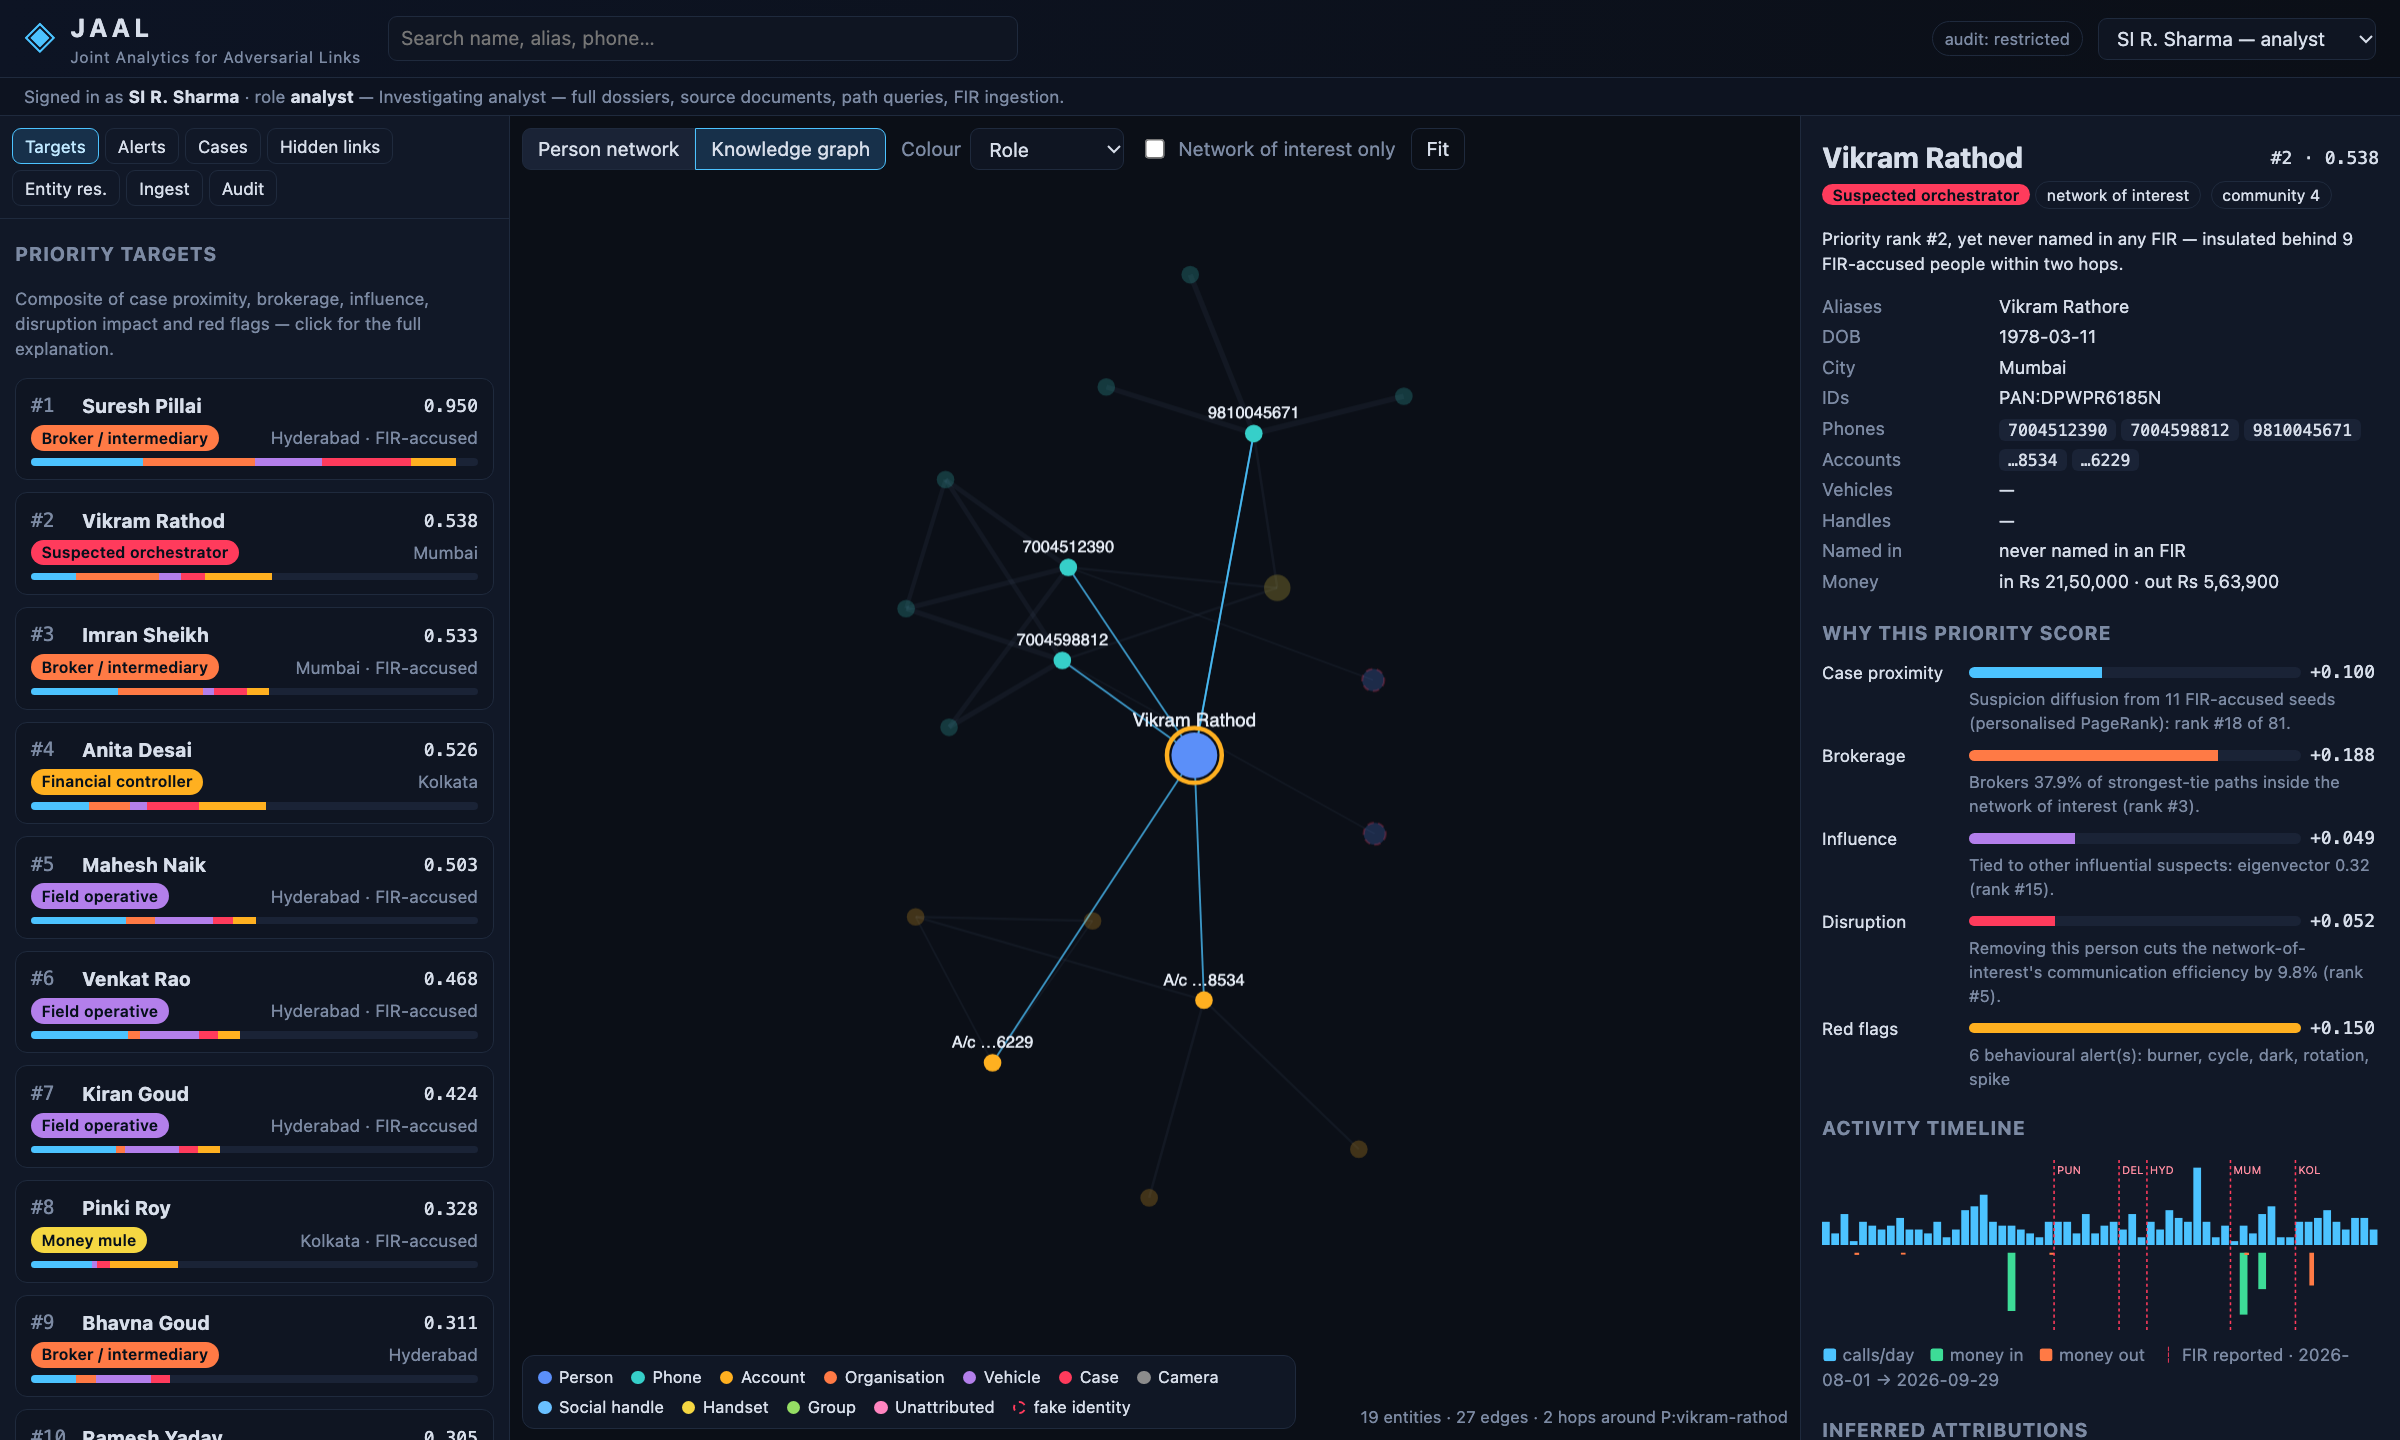 JAAL
Joint Analytics for Adversarial Links
Search name, alias, phone...
audit: restricted
SI R. Sharma — analyst
Signed in as SI R. Sharma · role analyst — Investigating analyst — full dossiers, source documents, path queries, FIR ingestion.
Targets
Alerts
Cases
Hidden links
Entity res.
Ingest
Audit
PRIORITY TARGETS
Composite of case proximity, brokerage, influence,
disruption impact and red flags — click for the full
explanation.
#1 Suresh Pillai 0.950
Broker / intermediary Hyderabad · FIR-accused
#2 Vikram Rathod 0.538
Suspected orchestrator Mumbai
#3 Imran Sheikh 0.533
Broker / intermediary Mumbai · FIR-accused
#4 Anita Desai 0.526
Financial controller Kolkata
#5 Mahesh Naik 0.503
Field operative Hyderabad · FIR-accused
#6 Venkat Rao 0.468
Field operative Hyderabad · FIR-accused
#7 Kiran Goud 0.424
Field operative Hyderabad · FIR-accused
#8 Pinki Roy 0.328
Money mule Kolkata · FIR-accused
#9 Bhavna Goud 0.311
Broker / intermediary Hyderabad
#10 Ramesh Yadav 0.305
Person network
Knowledge graph
Colour
Role
Network of interest only
Fit
9810045671
7004512390
7004598812
Vikram Rathod
A/c …8534
A/c …6229
Person Phone Account Organisation Vehicle Case Camera
Social handle Handset Group Unattributed fake identity
19 entities · 27 edges · 2 hops around P:vikram-rathod
Vikram Rathod #2 · 0.538
Suspected orchestrator network of interest community 4
Priority rank #2, yet never named in any FIR — insulated behind 9
FIR-accused people within two hops.
Aliases Vikram Rathore
DOB 1978-03-11
City Mumbai
IDs PAN:DPWPR6185N
Phones 7004512390 7004598812 9810045671
Accounts …8534 …6229
Vehicles —
Handles —
Named in never named in an FIR
Money in Rs 21,50,000 · out Rs 5,63,900
WHY THIS PRIORITY SCORE
Case proximity +0.100
Suspicion diffusion from 11 FIR-accused seeds
(personalised PageRank): rank #18 of 81.
Brokerage +0.188
Brokers 37.9% of strongest-tie paths inside the
network of interest (rank #3).
Influence +0.049
Tied to other influential suspects: eigenvector 0.32
(rank #15).
Disruption +0.052
Removing this person cuts the network-of-
interest's communication efficiency by 9.8% (rank
#5).
Red flags +0.150
6 behavioural alert(s): burner, cycle, dark, rotation,
spike
ACTIVITY TIMELINE
PUN DEL HYD MUM KOL
calls/day money in money out FIR reported · 2026-
08-01 → 2026-09-29
INFERRED ATTRIBUTIONS